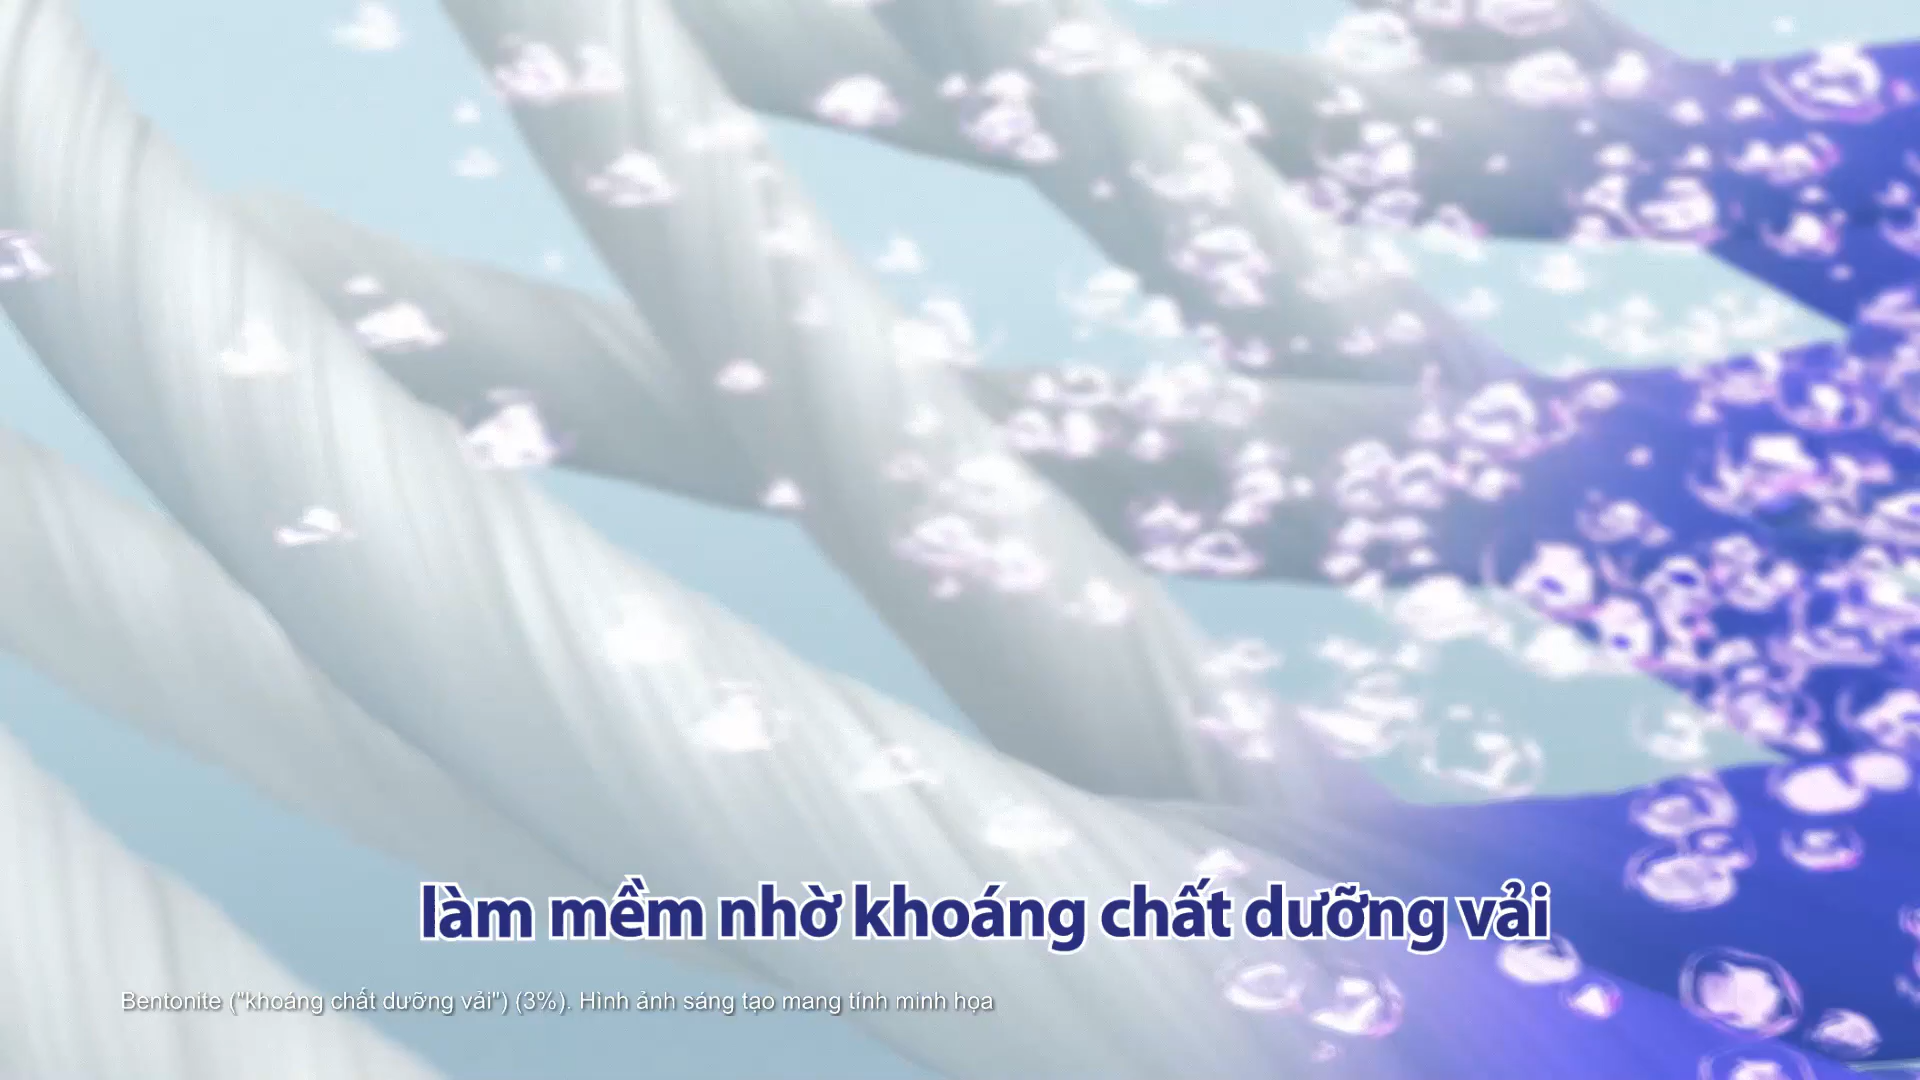 làm mềm nhờ khoáng chất dưỡng vải
Bentonite ("khoáng chất dưỡng vải") (3%). Hình ảnh sáng tạo mang tính minh họa